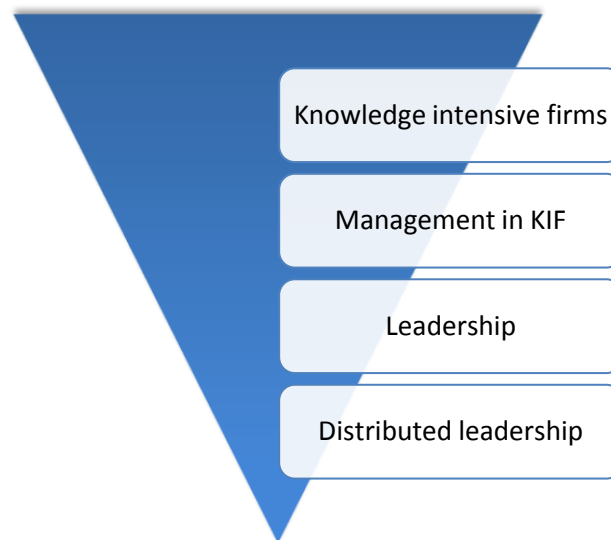 Knowledge intensive firms
Management in KIF
Leadership
Distributed leadership